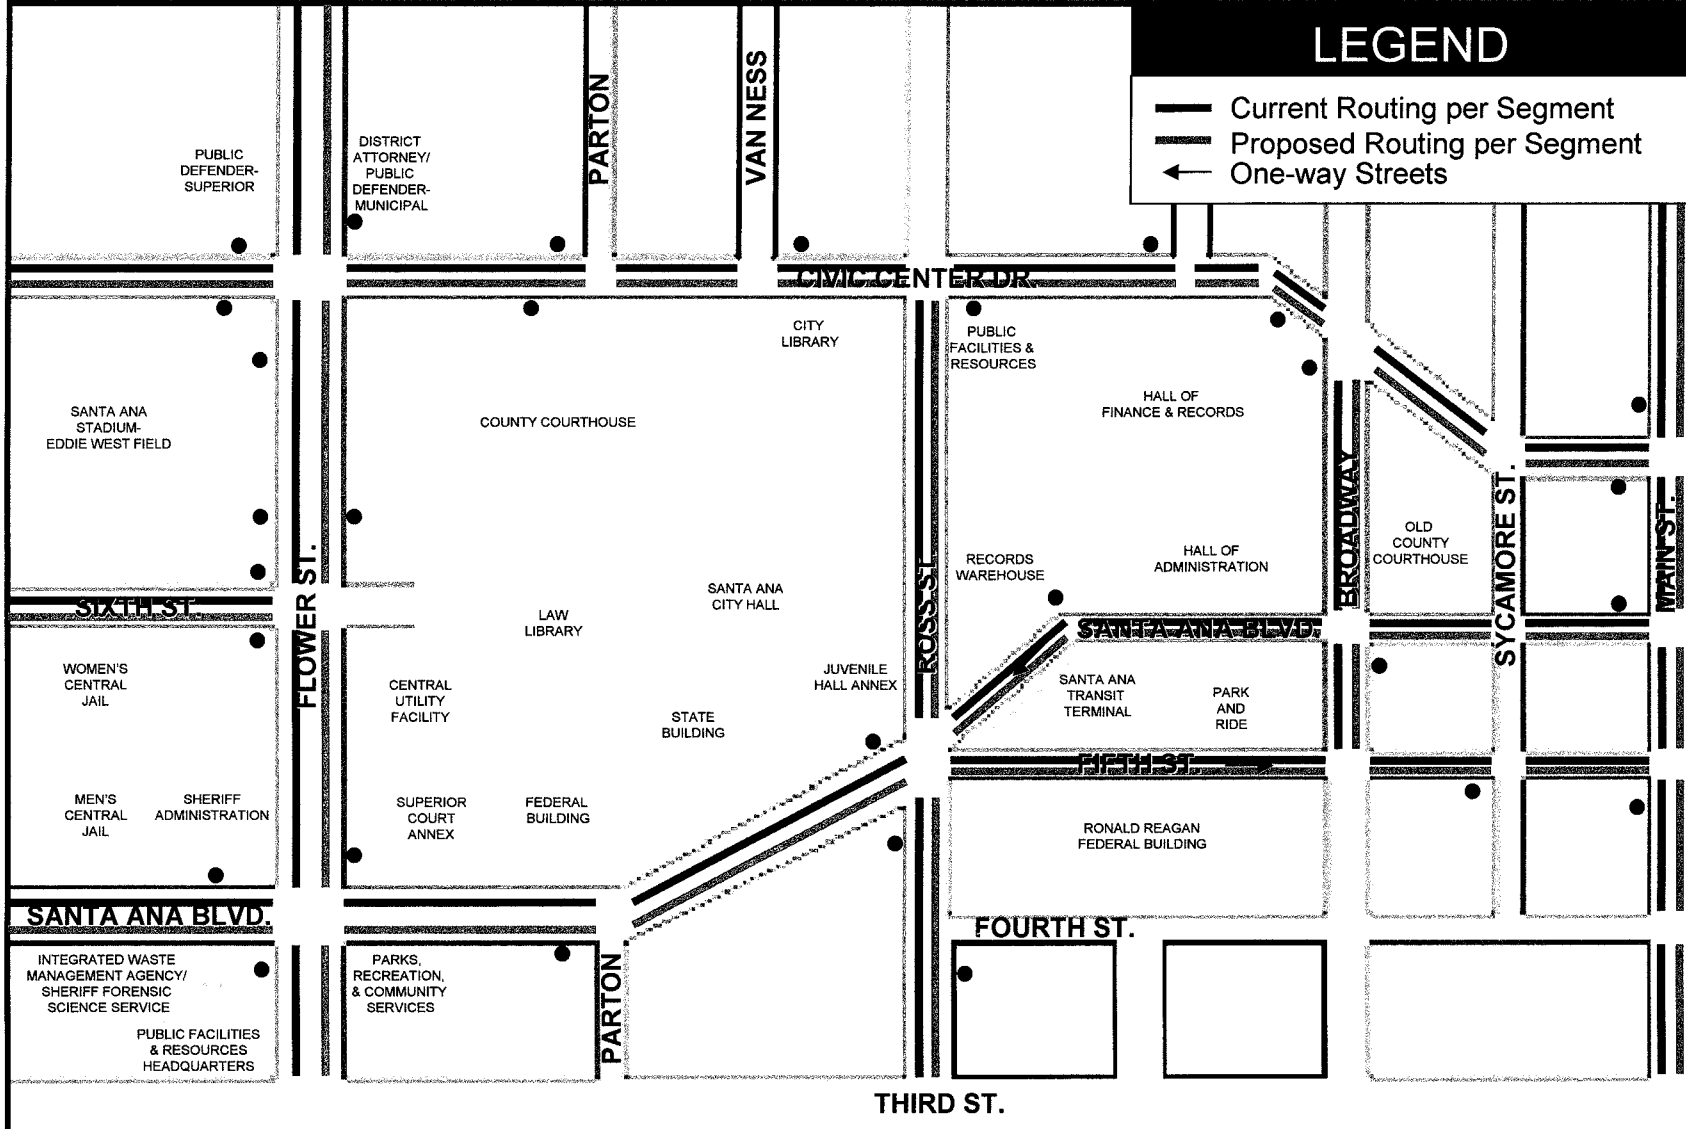 LEGEND
Current Routing per Segment
Proposed Routing per Segment
One-way Streets
PARTON
VAN NESS
PUBLIC
DEFENDER-
SUPERIOR
DISTRICT
ATTORNEY/
PUBLIC
DEFENDER-
MUNICIPAL
CIVIC CENTER DR.
CITY
LIBRARY
PUBLIC
FACILITIES &
RESOURCES
SANTA ANA
STADIUM-
EDDIE WEST FIELD
COUNTY COURTHOUSE
HALL OF
FINANCE & RECORDS
FLOWER ST.
ROSS ST.
BROADWAY
SYCAMORE ST.
MAIN ST.
OLD
COUNTY
COURTHOUSE
RECORDS
WAREHOUSE
HALL OF
ADMINISTRATION
SIXTH ST.
LAW
LIBRARY
SANTA ANA
CITY HALL
SANTA ANA BLVD.
WOMEN'S
CENTRAL
JAIL
CENTRAL
UTILITY
FACILITY
JUVENILE
HALL ANNEX
STATE
BUILDING
SANTA ANA
TRANSIT
TERMINAL
PARK
AND
RIDE
FIFTH ST.
MEN'S
CENTRAL
JAIL
SHERIFF
ADMINISTRATION
SUPERIOR
COURT
ANNEX
FEDERAL
BUILDING
RONALD REAGAN
FEDERAL BUILDING
SANTA ANA BLVD.
FOURTH ST.
INTEGRATED WASTE
MANAGEMENT AGENCY/
SHERIFF FORENSIC
SCIENCE SERVICE
PUBLIC FACILITIES
& RESOURCES
HEADQUARTERS
PARKS,
RECREATION,
& COMMUNITY
SERVICES
PARTON
THIRD ST.